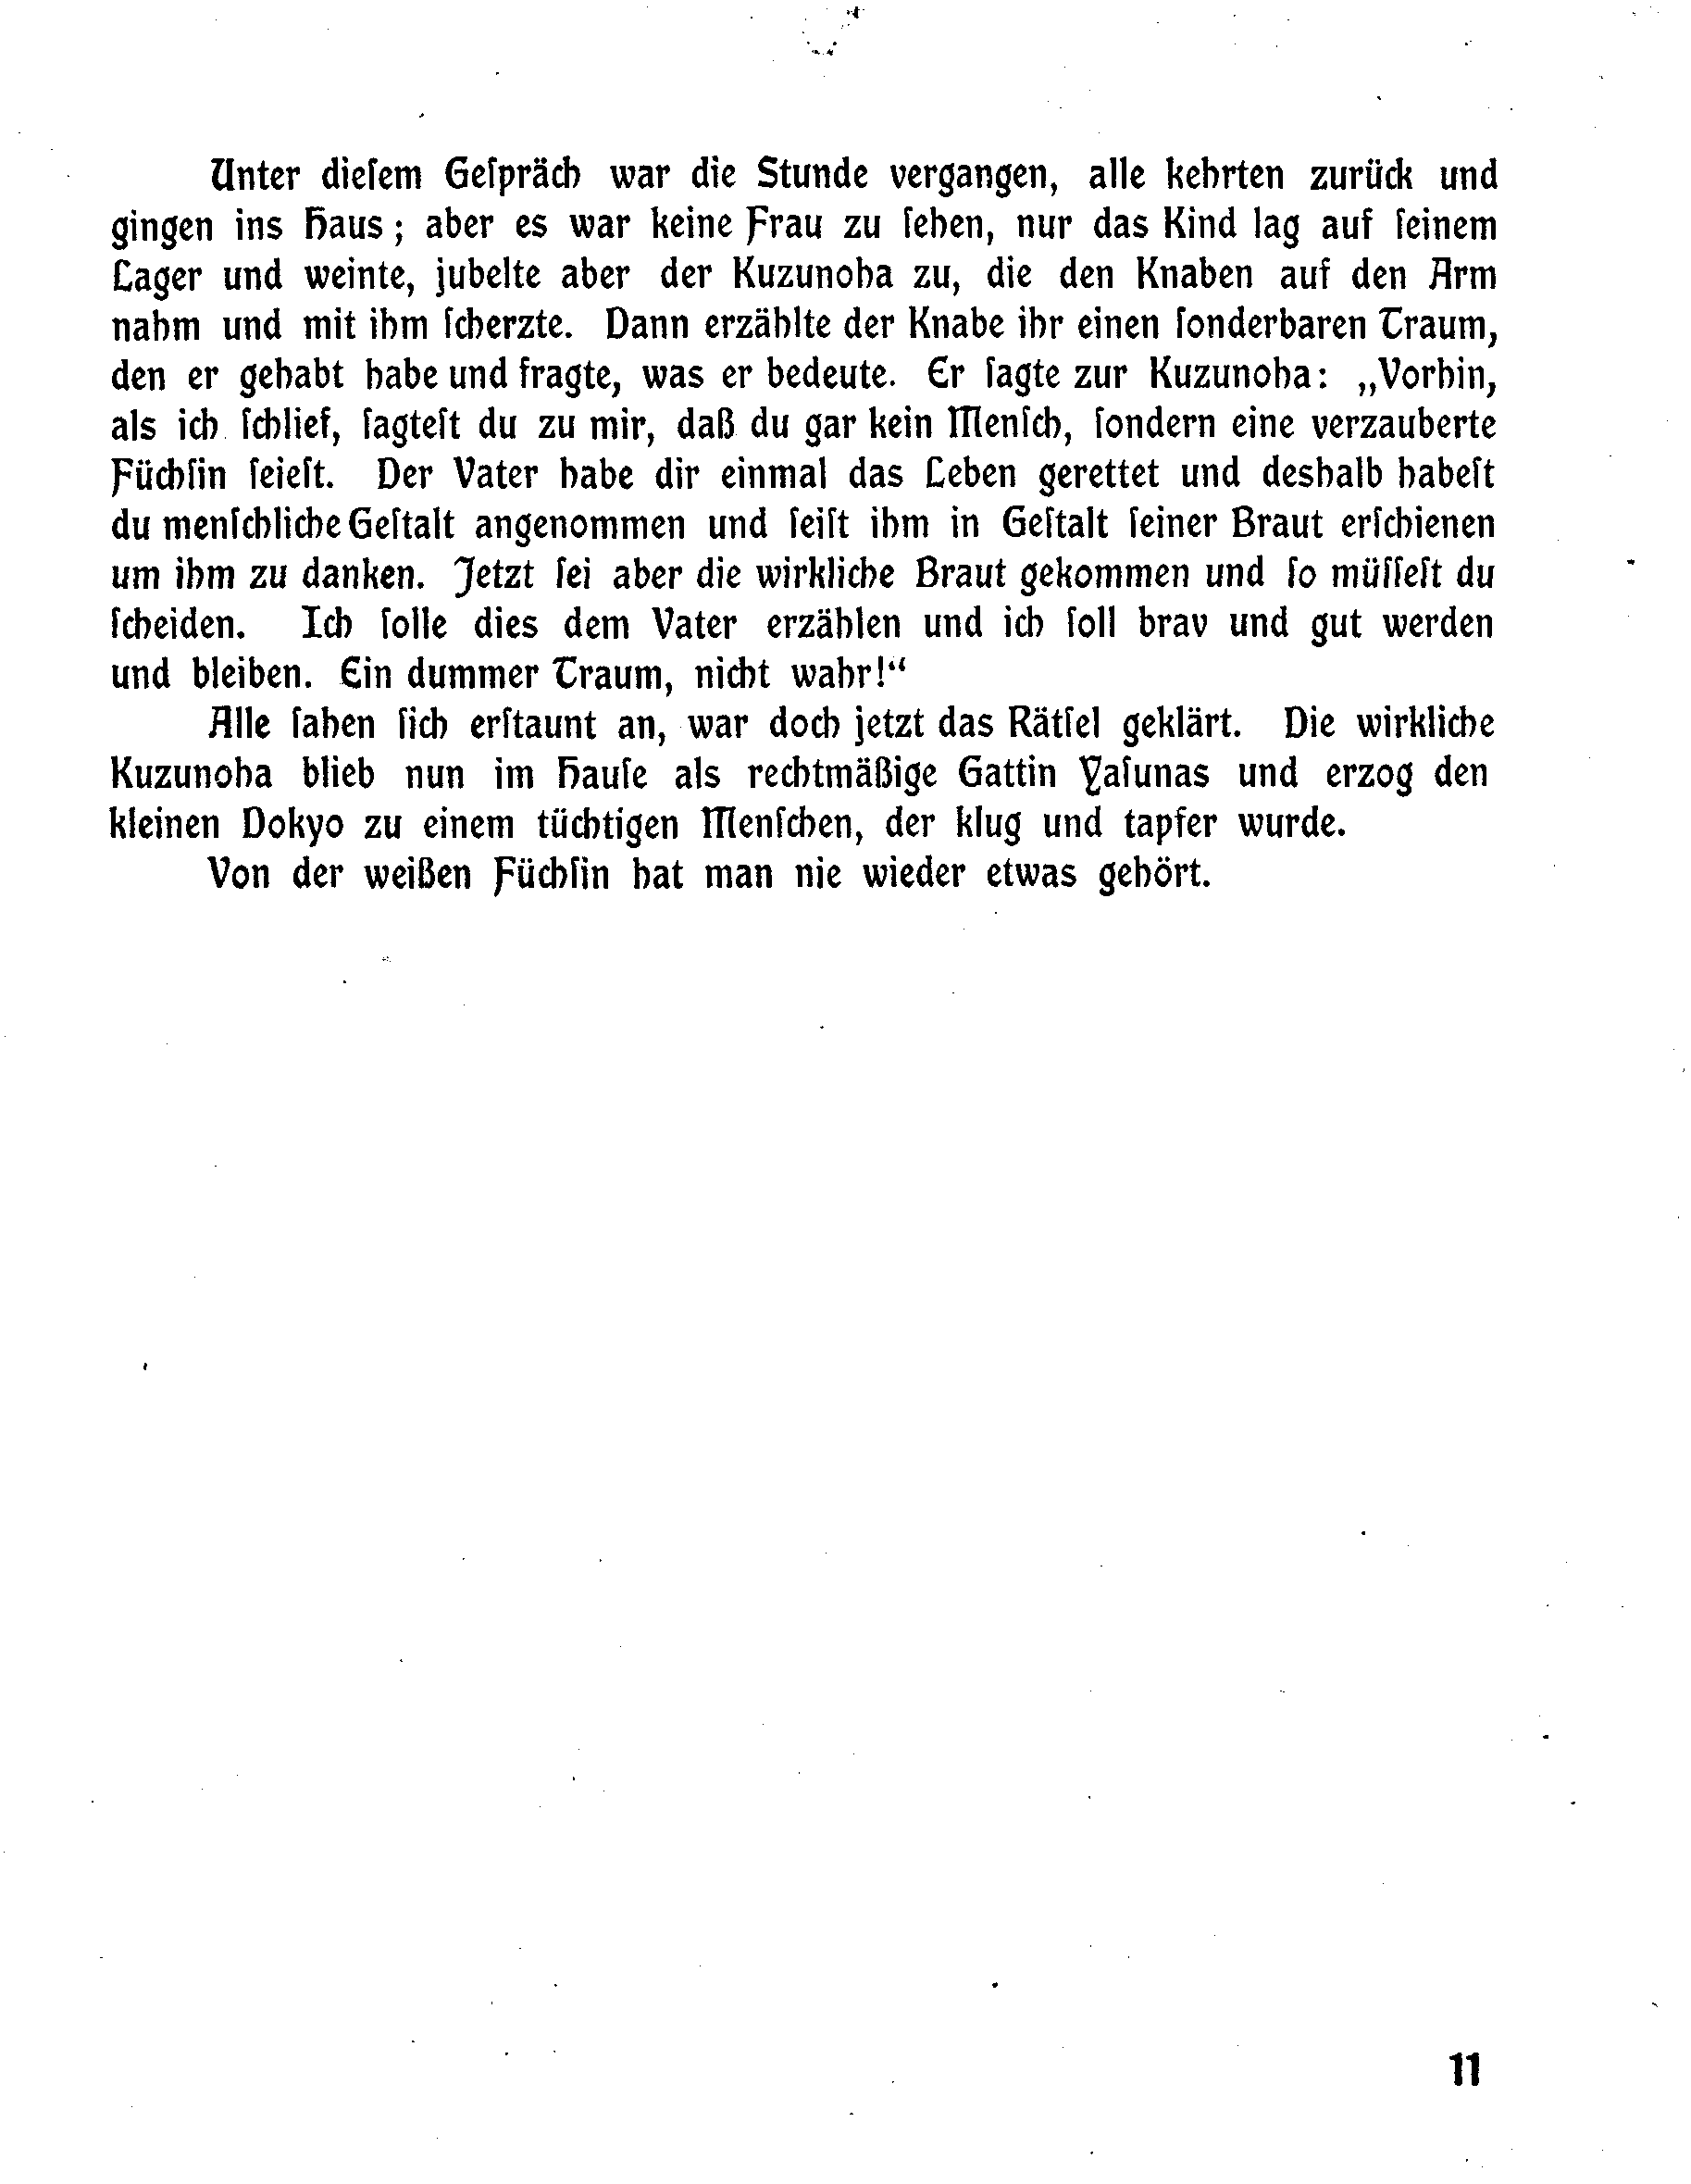 Unter dieſem Geſpräch war die Stunde vergangen, alle kehrten zurück und
gingen ins Haus; aber es war keine Frau zu ſehen, nur das Kind lag auf ſeinem
Lager und weinte, jubelte aber der Kuzunoha zu, die den Knaben auf den Arm
nahm und mit ihm ſcherzte. Dann erzählte der Knabe ihr einen ſonderbaren Traum,
den er gehabt habe und fragte, was er bedeute. Er ſagte zur Kuzunoha: „Vorhin,
als ich ſchlief, ſagteſt du zu mir, daß du gar kein Menſch, ſondern eine verzauberte
Füchſin ſeieſt. Der Vater habe dir einmal das Leben gerettet und deshalb habeſt
du menſchliche Geſtalt angenommen und ſeiſt ihm in Geſtalt ſeiner Braut erſchienen
um ihm zu danken. Jetzt ſei aber die wirkliche Braut gekommen und ſo müſſeſt du
ſcheiden. Ich ſolle dies dem Vater erzählen und ich ſoll brav und gut werden
und bleiben. Ein dummer Traum, nicht wahr!“
Alle ſahen ſich erſtaunt an, war doch jetzt das Rätſel geklärt. Die wirkliche
Kuzunoha blieb nun im Hauſe als rechtmäßige Gattin Yaſunas und erzog den
kleinen Dokyo zu einem tüchtigen Menſchen, der klug und tapfer wurde.
Von der weißen Füchſin hat man nie wieder etwas gehört.
11